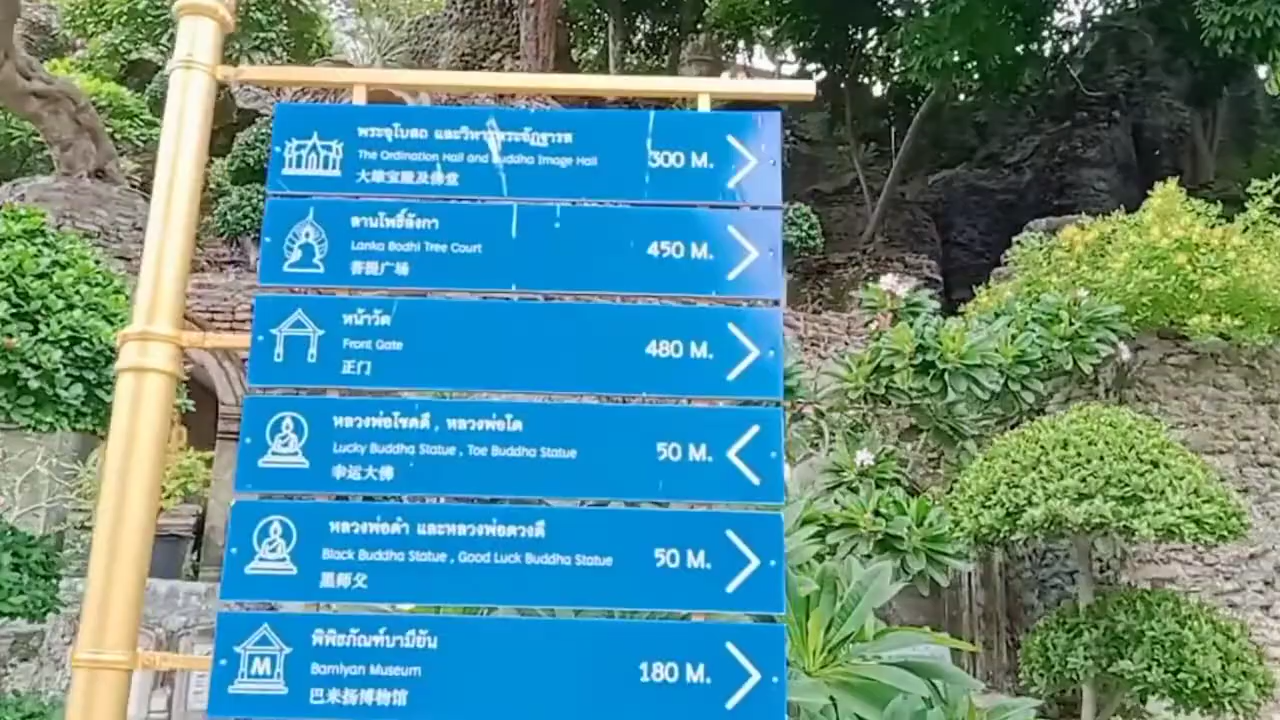 พระอุโบสถ และวิหารพระอัฏฐารส
The Ordination Hall and Buddha Image Hall
大雄宝殿及佛堂
300 M.
ลานโพธิ์ลังกา
Lanka Bodhi Tree Court
菩提广场
450 M.
หน้าวัด
Front Gate
正门
480 M.
หลวงพ่อโชคดี , หลวงพ่อโต
Lucky Buddha Statue , Toe Buddha Statue
幸运大佛
50 M.
หลวงพ่อดำ และหลวงพ่อดวงดี
Black Buddha Statue , Good Luck Buddha Statue
黑师父
50 M.
พิพิธภัณฑ์บามียัน
Bamiyan Museum
巴米扬博物馆
180 M.
M